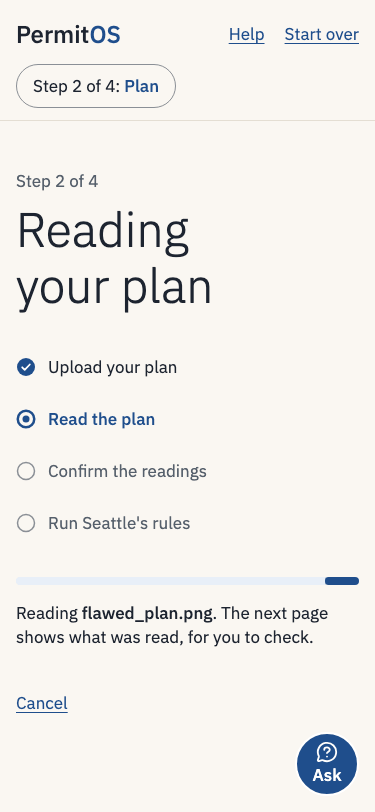 PermitOS
Help
Start over
Step 2 of 4: Plan
Step 2 of 4
Reading
your plan
Upload your plan
Read the plan
Confirm the readings
Run Seattle's rules
Reading flawed_plan.png. The next page
shows what was read, for you to check.
Cancel
Ask